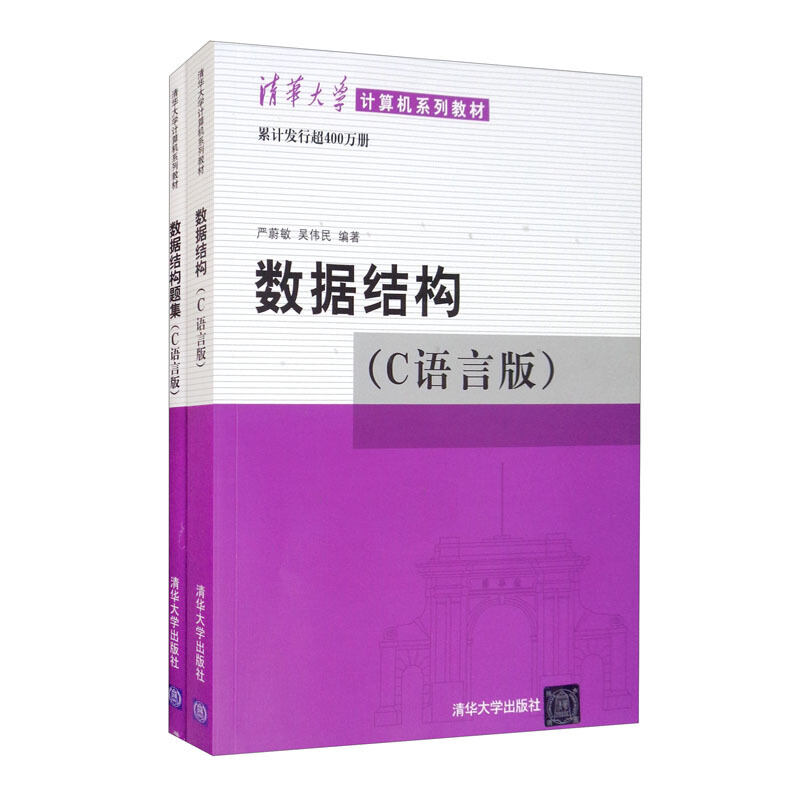 清華大学 计算机系列教材
累计发行超400万册
严蔚敏 吴伟民 编著
数据结构
(C语言版)
清华大学出版社
清华大学计算机系列教材
数据结构(C语言版)
清华大学出版社
清华大学计算机系列教材
数据结构题集(C语言版)
清华大学出版社